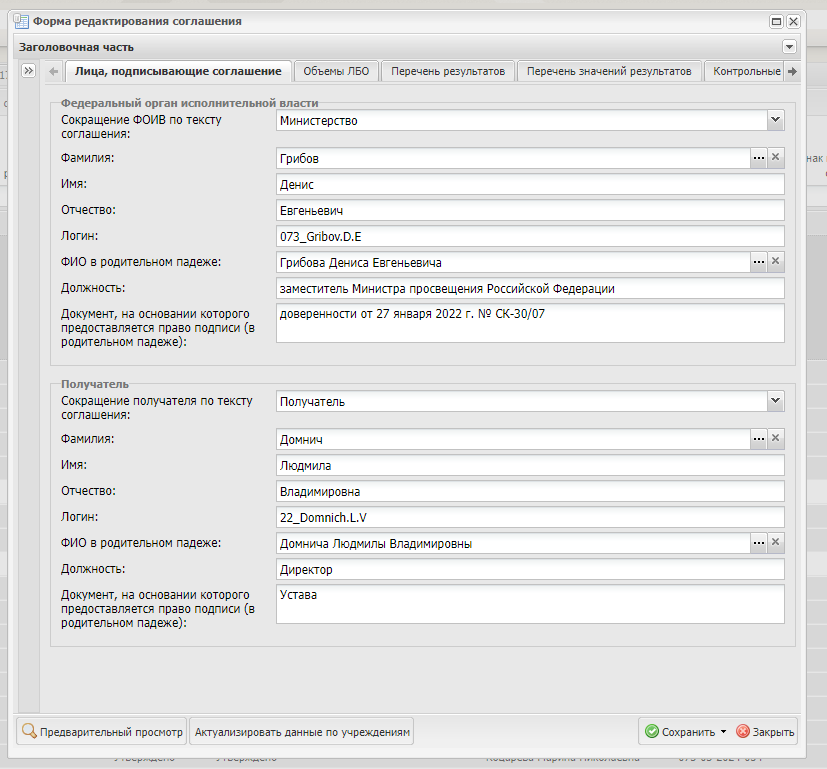 Форма редактирования соглашения
Заголовочная часть
Лица, подписывающие соглашение
Объемы ЛБО
Перечень результатов
Перечень значений результатов
Контрольные
Федеральный орган исполнительной власти
Сокращение ФОИВ по тексту
соглашения:
Министерство
Фамилия:
Грибов
Имя:
Денис
Отчество:
Евгеньевич
Логин:
073_Gribov.D.E
ФИО в родительном падеже:
Грибова Дениса Евгеньевича
Должность:
заместитель Министра просвещения Российской Федерации
Документ, на основании которого
предоставляется право подписи (в
родительном падеже):
доверенности от 27 января 2022 г. № СК-30/07
Получатель
Сокращение получателя по тексту
соглашения:
Получатель
Фамилия:
Домнич
Имя:
Людмила
Отчество:
Владимировна
Логин:
22_Domnich.L.V
ФИО в родительном падеже:
Домнича Людмилы Владимировны
Должность:
Директор
Документ, на основании которого
предоставляется право подписи (в
родительном падеже):
Устава
Предварительный просмотр
Актуализировать данные по учреждениям
Сохранить
Закрыть